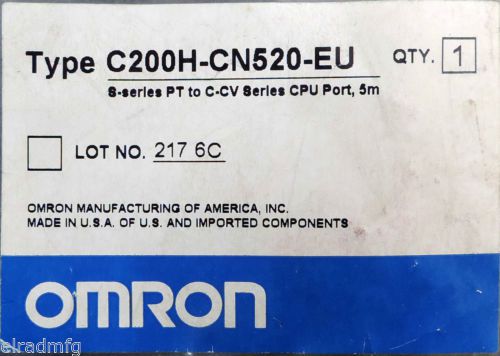 Type C200H-CN520-EU QTY. 1
S-series PT to C-CV Series CPU Port, 5m
LOT NO. 217 6C
OMRON MANUFACTURING OF AMERICA, INC.
MADE IN U.S.A. OF U.S. AND IMPORTED COMPONENTS
OMRON
elradmfg